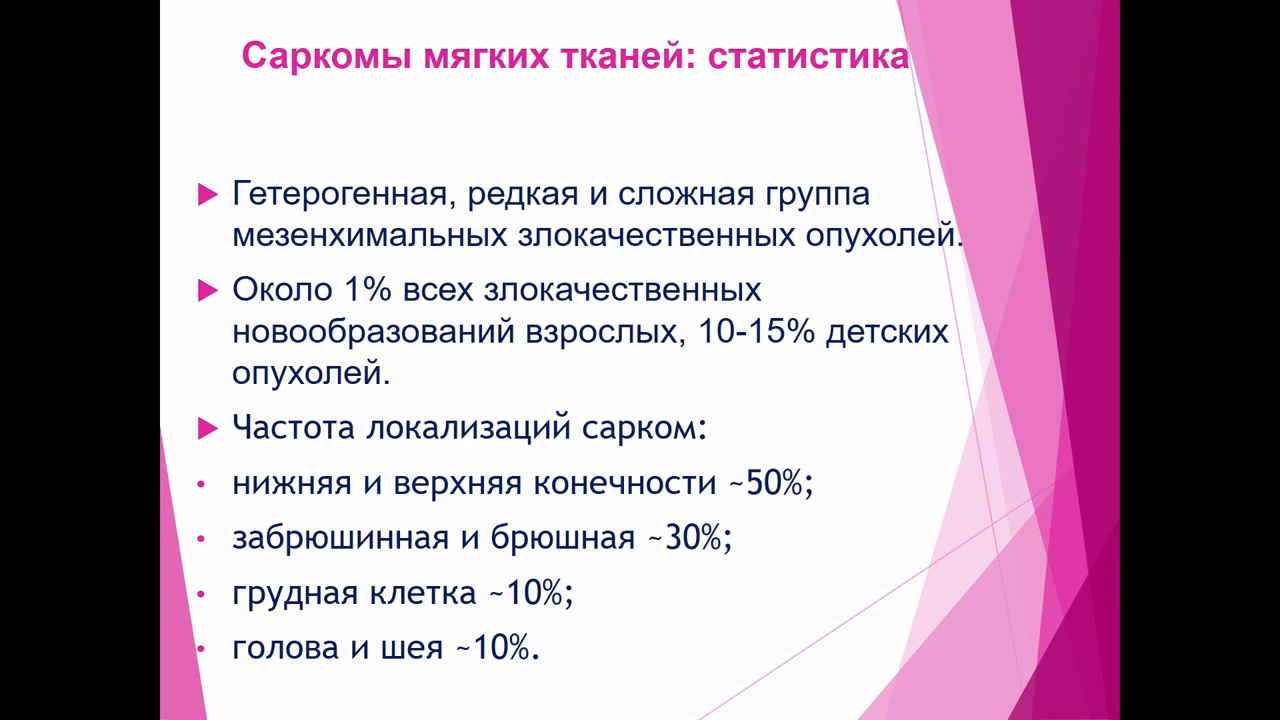 Саркомы мягких тканей: статистика
Гетерогенная, редкая и сложная группа
мезенхимальных злокачественных опухолей.
Около 1% всех злокачественных
новообразований взрослых, 10-15% детских
опухолей.
Частота локализаций сарком:
• нижняя и верхняя конечности ~50%;
• забрюшинная и брюшная ~30%;
• грудная клетка ~10%;
• голова и шея ~10%.